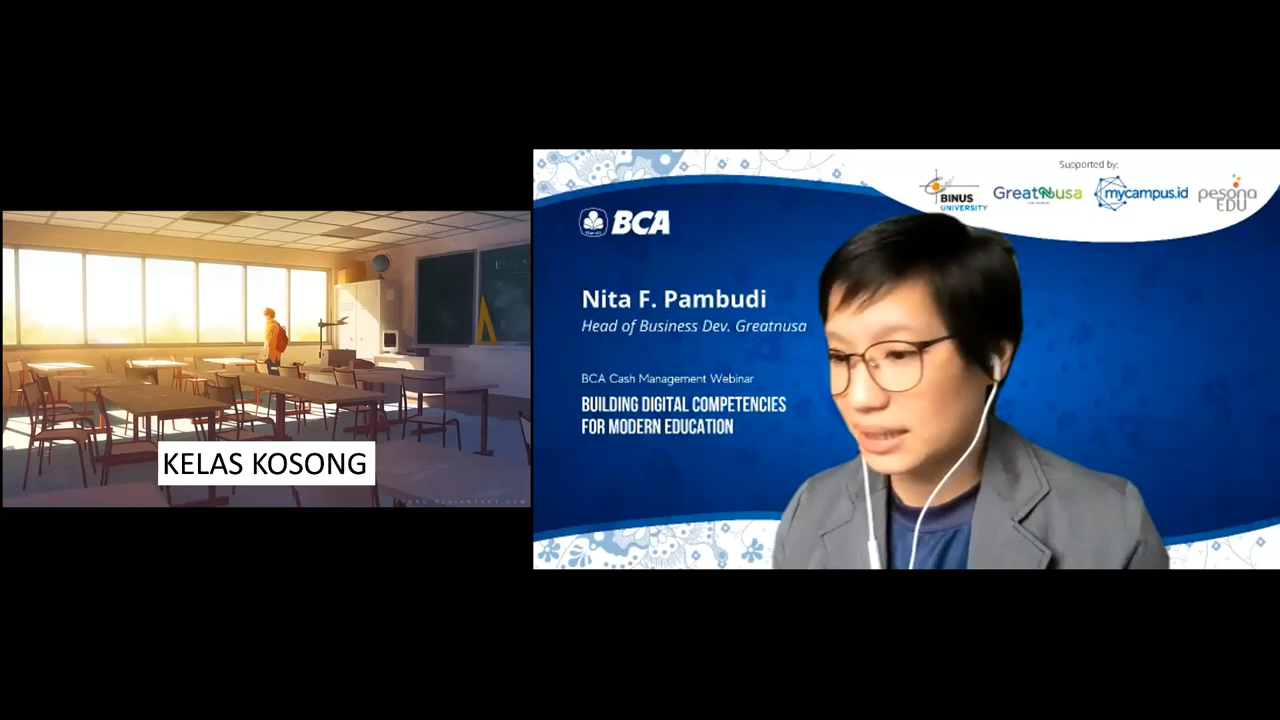 KELAS KOSONG
Supported by:
BINUS
UNIVERSITY
GreatNusa
mycampus.id
pesona
EDU
BCA
Nita F. Pambudi
Head of Business Dev. Greatnusa
BCA Cash Management Webinar
BUILDING DIGITAL COMPETENCIES
FOR MODERN EDUCATION